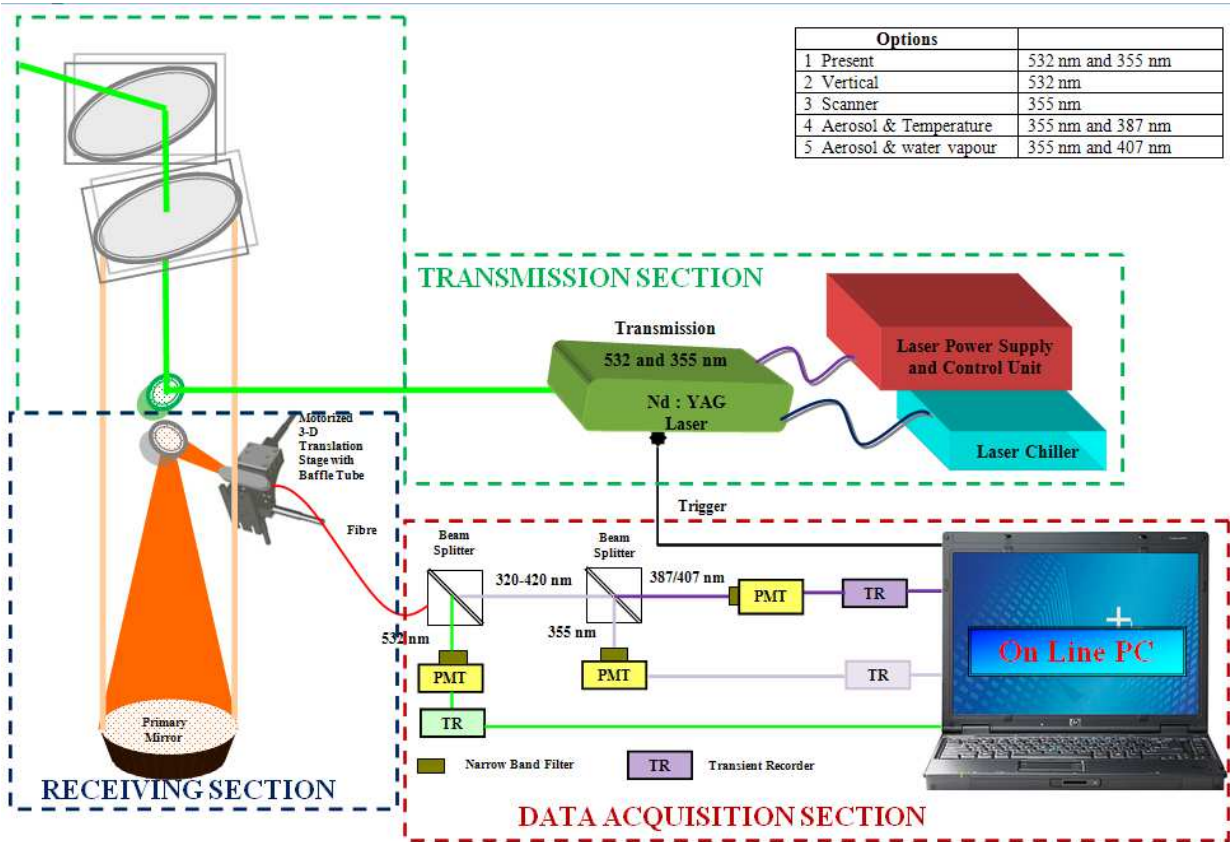 Options
1 Present 532 nm and 355 nm
2 Vertical 532 nm
3 Scanner 355 nm
4 Aerosol & Temperature 355 nm and 387 nm
5 Aerosol & water vapour 355 nm and 407 nm
TRANSMISSION SECTION
Transmission
532 and 355 nm
Nd : YAG
Laser
Laser Power Supply
and Control Unit
Laser Chiller
Motorized
3-D
Translation
Stage with
Baffle Tube
Fibre
Trigger
Beam
Splitter
320-420 nm
Beam
Splitter
387/407 nm
PMT
TR
532 nm
355 nm
PMT
PMT
TR
TR
On Line PC
hp
Primary
Mirror
Narrow Band Filter
TR
Transient Recorder
RECEIVING SECTION
DATA ACQUISITION SECTION